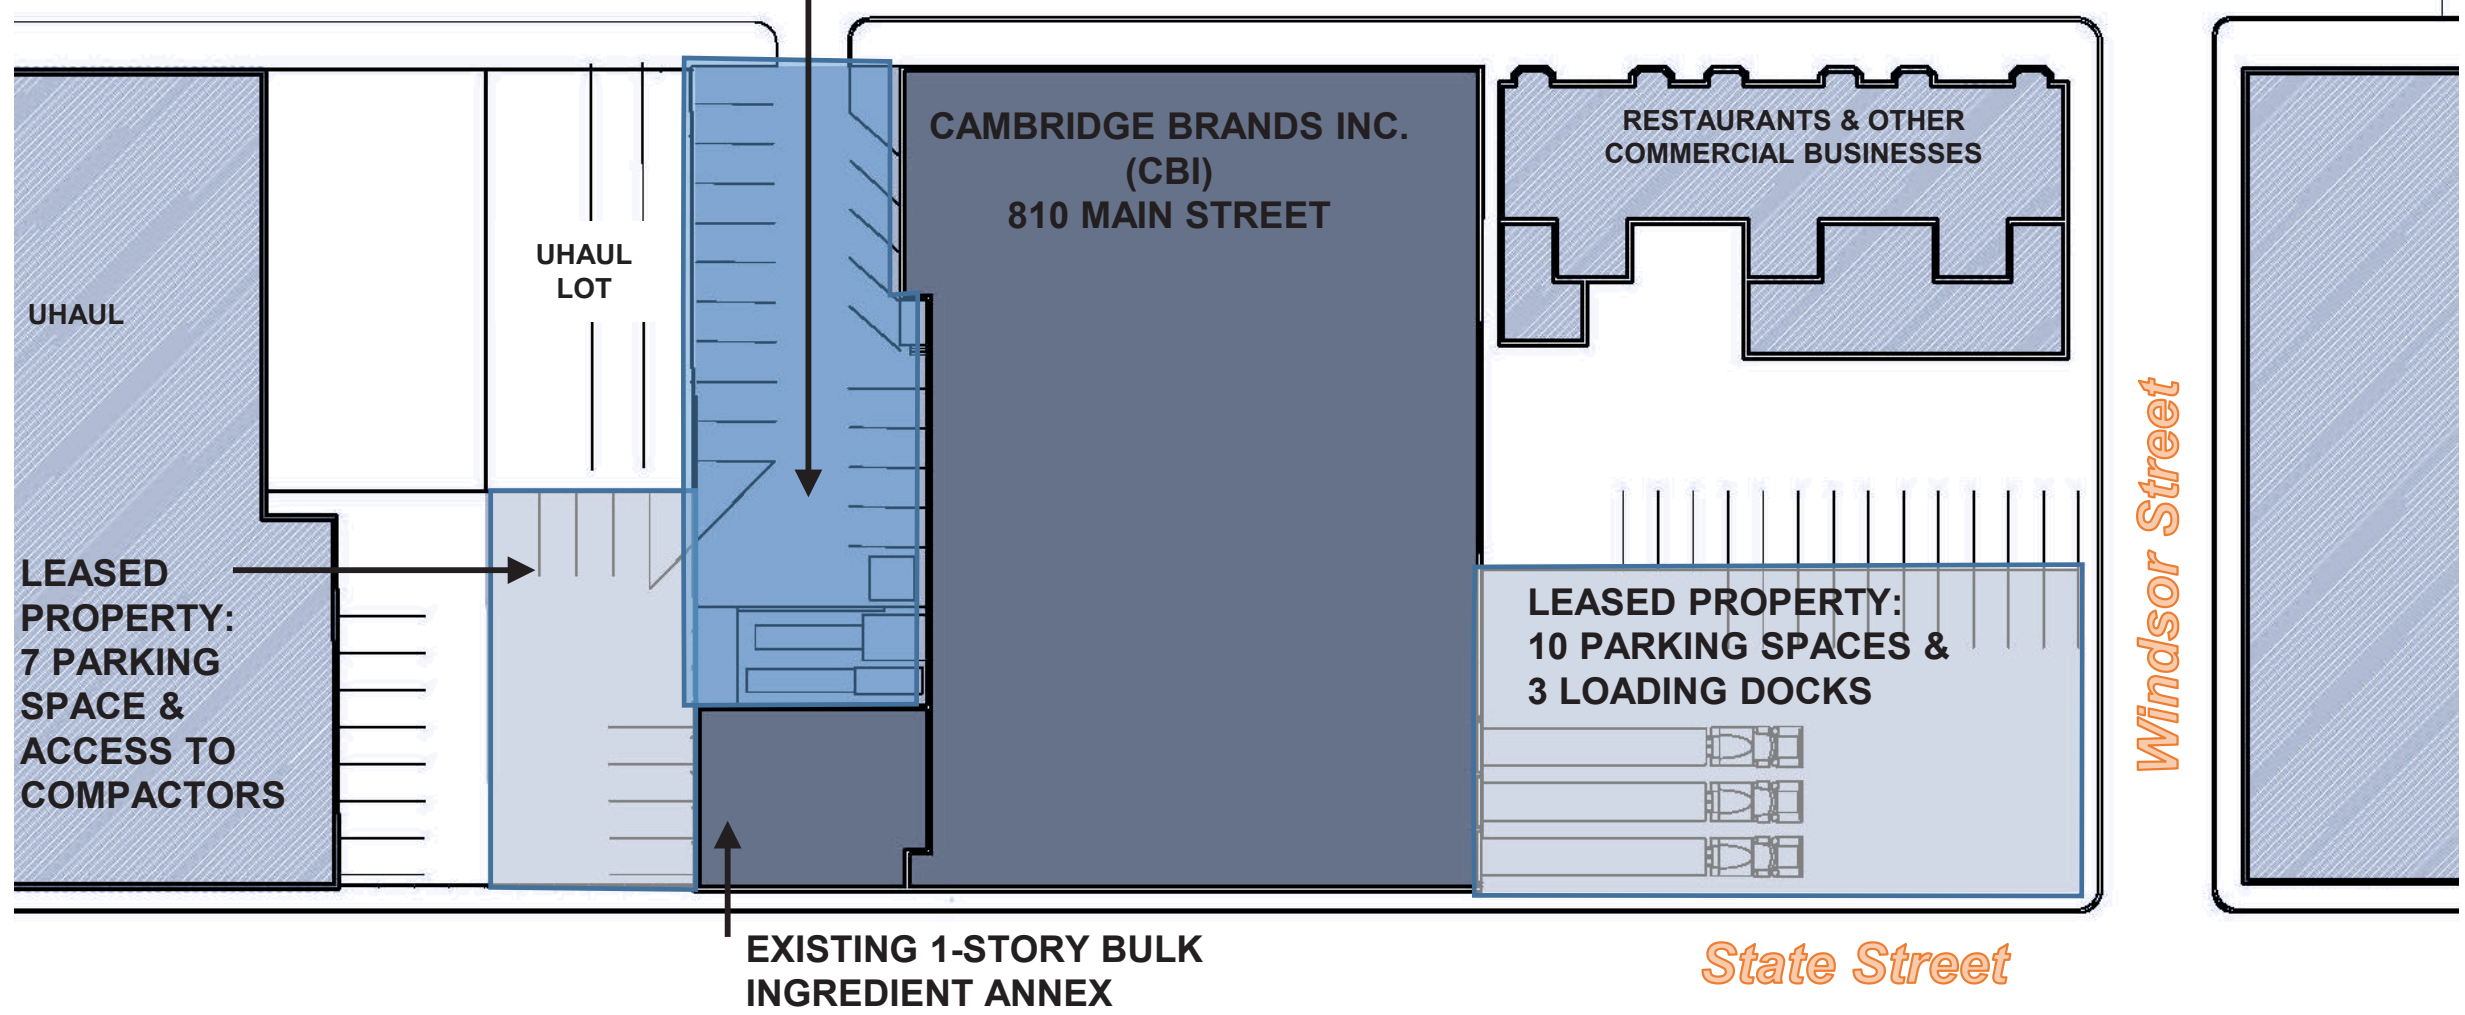 CAMBRIDGE BRANDS INC.
(CBI)
810 MAIN STREET
RESTAURANTS & OTHER
COMMERCIAL BUSINESSES
UHAUL
LOT
UHAUL
LEASED
PROPERTY:
7 PARKING
SPACE &
ACCESS TO
COMPACTORS
LEASED PROPERTY:
10 PARKING SPACES &
3 LOADING DOCKS
Windsor Street
EXISTING 1-STORY BULK
INGREDIENT ANNEX
State Street